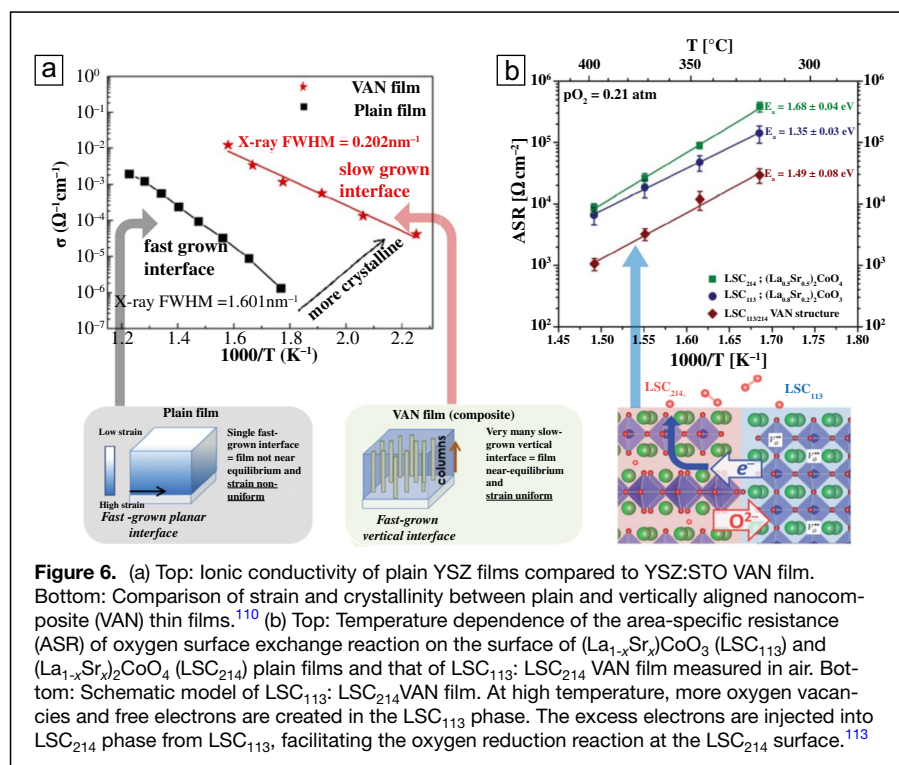 a
10⁰
10⁻¹
10⁻²
10⁻³
10⁻⁴
10⁻⁵
10⁻⁶
10⁻⁷
σ (Ω⁻¹cm⁻¹)
VAN film
Plain film
X-ray FWHM = 0.202nm⁻¹
slow grown
interface
fast grown
interface
more crystalline
X-ray FWHM =1.601nm⁻¹
1.2 1.4 1.6 1.8 2.0 2.2
1000/T (K⁻¹)
Plain film
Low strain
High strain
Single fast-
grown interface
= film not near
equilibrium and
strain non-
uniform
Fast -grown planar
interface
VAN film (composite)
columns
Very many slow-
grown vertical
interface = film
near-equilibrium
and
strain uniform
Fast-grown
vertical interface
b
T [°C]
400 350 300
10⁶
10⁵
10⁴
10³
10²
ASR [Ω cm⁻²]
pO₂ = 0.21 atm
Eₐ = 1.68 ± 0.04 eV
Eₐ = 1.35 ± 0.03 eV
Eₐ = 1.49 ± 0.08 eV
LSC₂₁₄ ; (La₀.₅Sr₀.₅)₂CoO₄
LSC₁₁₃ ; (La₀.₈Sr₀.₂)₂CoO₃
LSC₁₁₃/₂₁₄ VAN structure
10⁶
10⁵
10⁴
10³
10²
1.45 1.50 1.55 1.60 1.65 1.70 1.75 1.80
1000/T [K⁻¹]
LSC₂₁₄
LSC₁₁₃
Vₒ••
Vₒ••
e⁻
O²⁻
Vₒ••
Figure 6. (a) Top: Ionic conductivity of plain YSZ films compared to YSZ:STO VAN film.
Bottom: Comparison of strain and crystallinity between plain and vertically aligned nanocom-
posite (VAN) thin films.¹¹⁰ (b) Top: Temperature dependence of the area-specific resistance
(ASR) of oxygen surface exchange reaction on the surface of (La₁₋ₓSrₓ)CoO₃ (LSC₁₁₃) and
(La₁₋ₓSrₓ)₂CoO₄ (LSC₂₁₄) plain films and that of LSC₁₁₃: LSC₂₁₄ VAN film measured in air. Bot-
tom: Schematic model of LSC₁₁₃: LSC₂₁₄VAN film. At high temperature, more oxygen vacan-
cies and free electrons are created in the LSC₁₁₃ phase. The excess electrons are injected into
LSC₂₁₄ phase from LSC₁₁₃, facilitating the oxygen reduction reaction at the LSC₂₁₄ surface.¹¹³